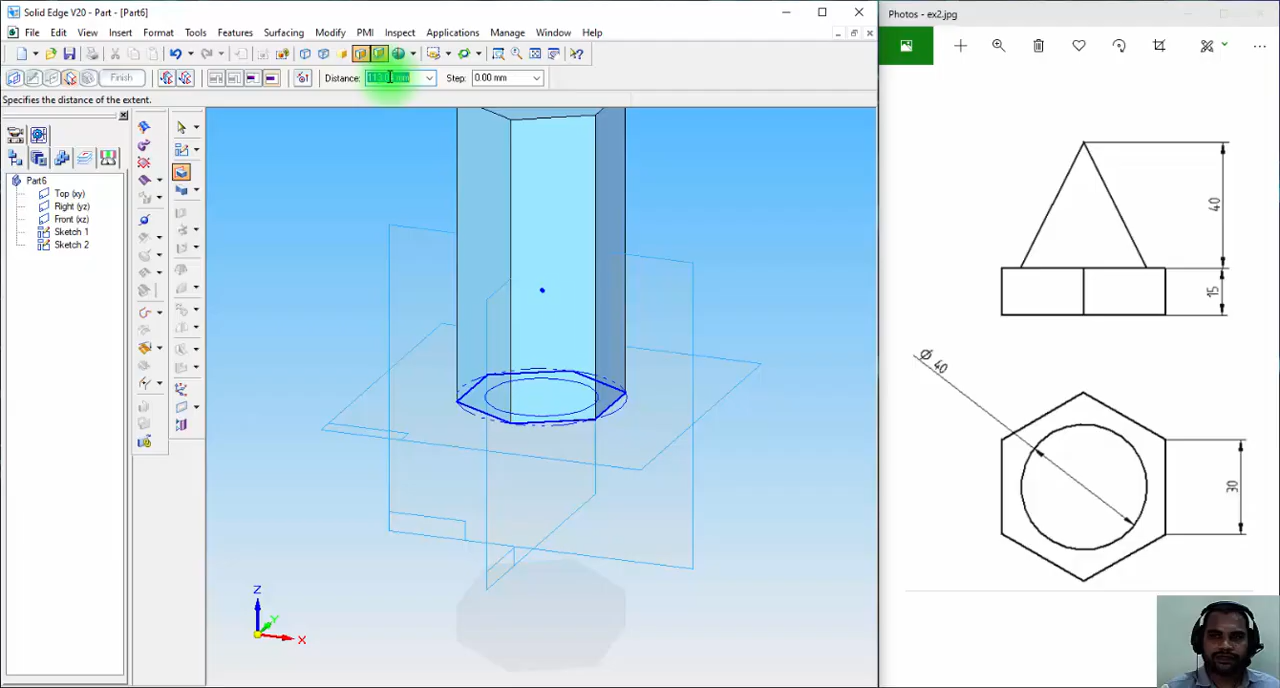 Solid Edge V20 - Part - [Part6]
Photos - ex2.jpg
File Edit View Insert Format Tools Features Surfacing Modify PMI Inspect Applications Manage Window Help
Finish
Distance:
mm
Step:
0.00 mm
Specifies the distance of the extent.
Part6
Top (xy)
Right (yz)
Front (xz)
Sketch 1
Sketch 2
Z
Y
X
40
15
Ø 40
30